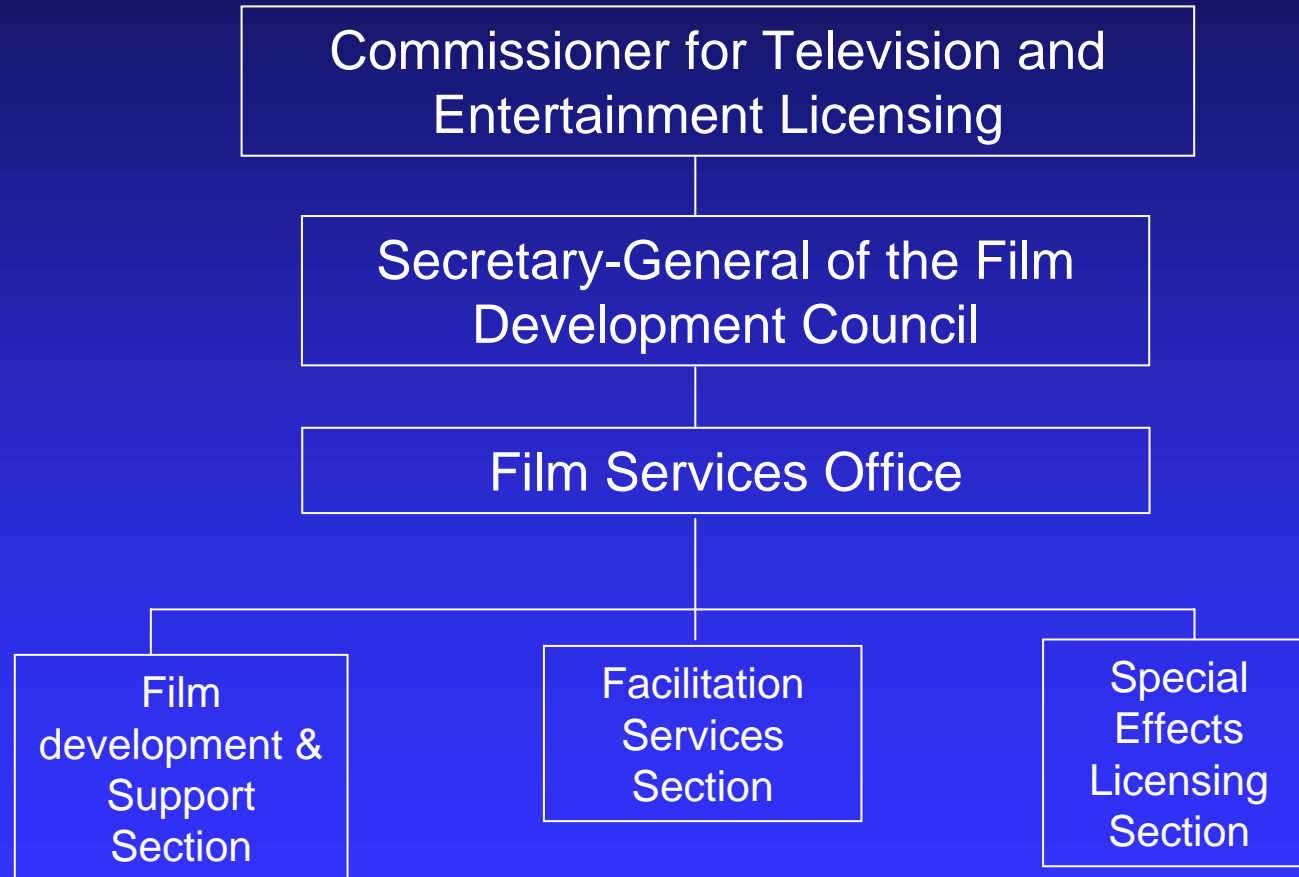 Commissioner for Television and
Entertainment Licensing
Secretary-General of the Film
Development Council
Film Services Office
Film
development &
Support
Section
Facilitation
Services
Section
Special
Effects
Licensing
Section